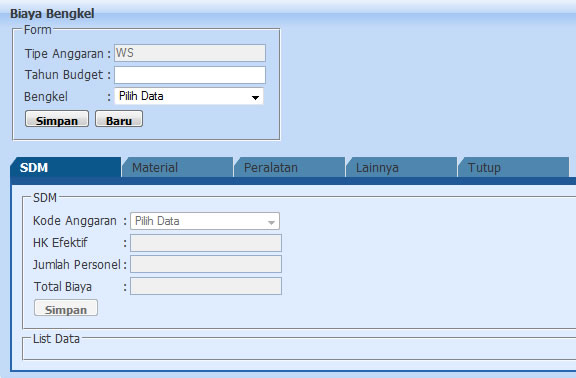 Biaya Bengkel
Form
Tipe Anggaran : WS
Tahun Budget :
Bengkel : Pilih Data
Simpan Baru
SDM Material Peralatan Lainnya Tutup
SDM
Kode Anggaran : Pilih Data
HK Efektif :
Jumlah Personel :
Total Biaya :
Simpan
List Data